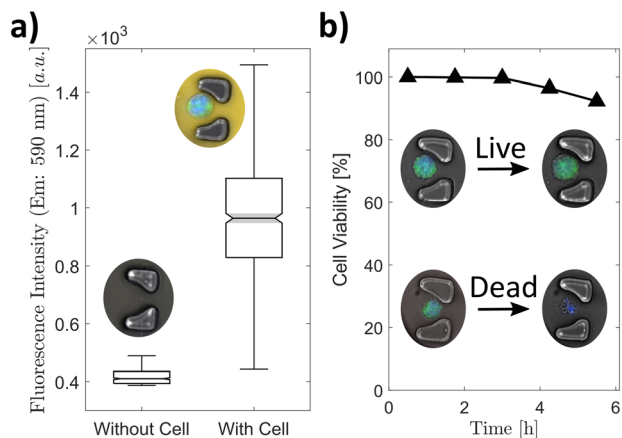 a)
×10³
Fluorescence Intensity (Em: 590 nm) [a.u.]
1.4
1.2
1
0.8
0.6
0.4
Without Cell
With Cell
b)
Cell Viability [%]
100
80
60
40
20
0
Live
Dead
0
2
4
6
Time [h]